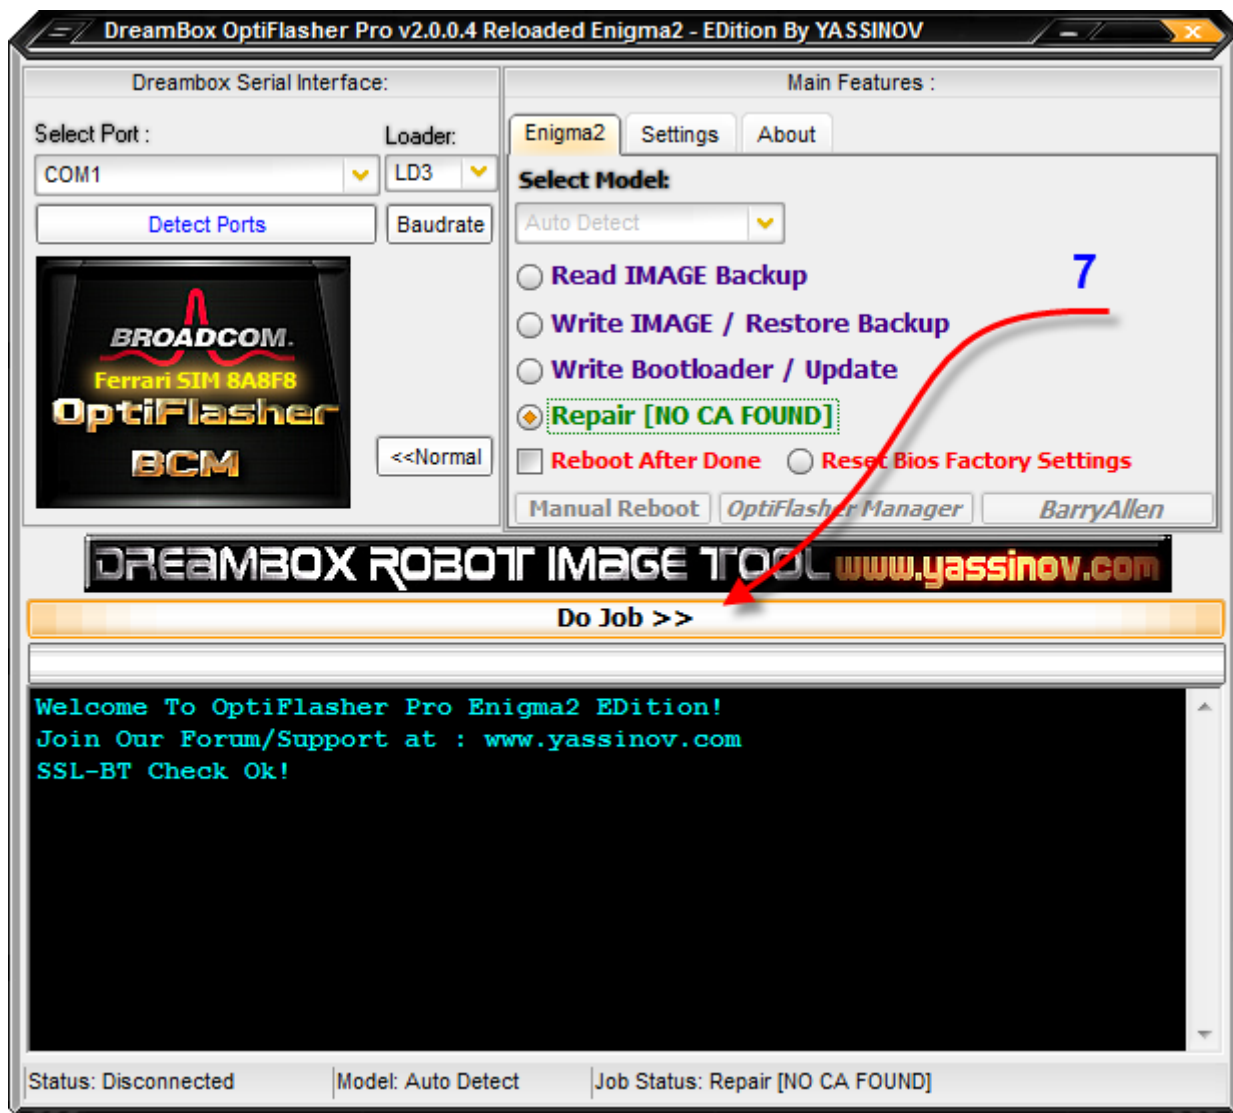 DreamBox OptiFlasher Pro v2.0.0.4 Reloaded Enigma2 - EDition By YASSINOV
Dreambox Serial Interface:
Main Features :
Select Port :
Loader:
COM1
LD3
Detect Ports
Baudrate
BROADCOM.
Ferrari SIM 8A8F8
OptiFlasher
BCM
<<Normal
Enigma2
Settings
About
Select Model:
Auto Detect
7
Read IMAGE Backup
Write IMAGE / Restore Backup
Write Bootloader / Update
Repair [NO CA FOUND]
Reboot After Done
Reset Bios Factory Settings
Manual Reboot
OptiFlasher Manager
BarryAllen
DREAMBOX ROBOT IMAGE TOOL www.yassinov.com
Do Job >>
Welcome To OptiFlasher Pro Enigma2 EDition!
Join Our Forum/Support at : www.yassinov.com
SSL-BT Check Ok!
Status: Disconnected
Model: Auto Detect
Job Status: Repair [NO CA FOUND]